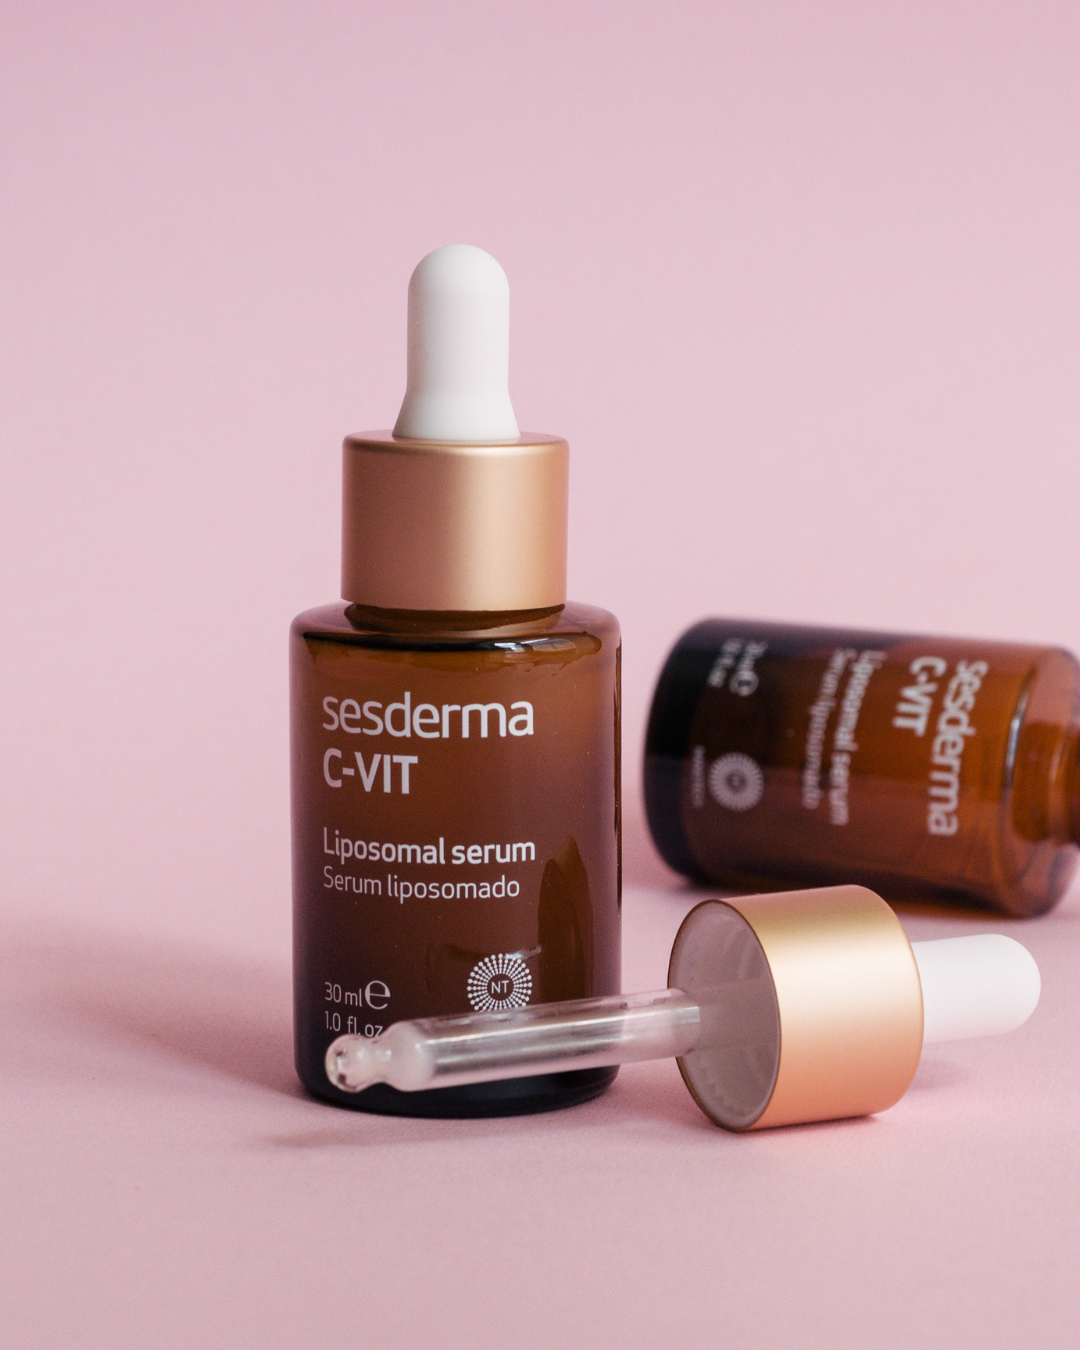 sesderma
C-VIT
Liposomal serum
Serum liposomado
NT
30 ml e
1.0 fl. oz
sesderma
C-VIT
Liposomal serum
Serum liposomado